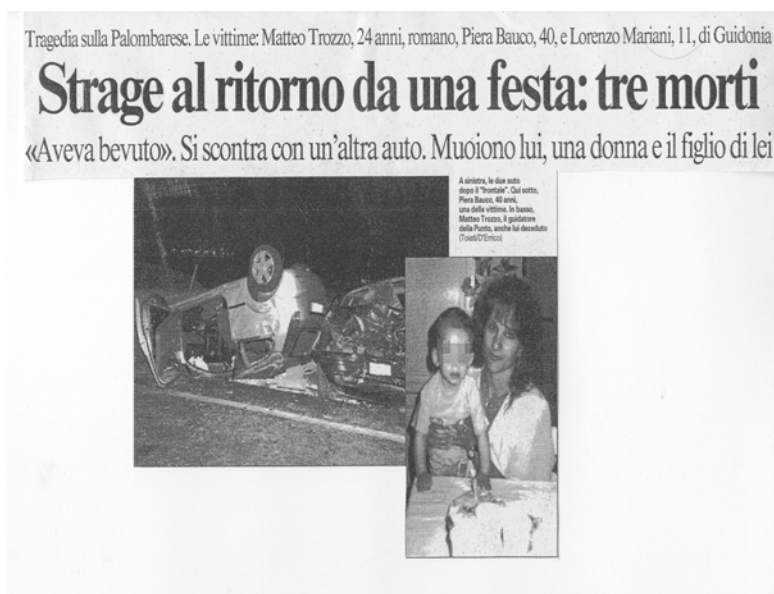 Tragedia sulla Palombarese. Le vittime: Matteo Trozzo, 24 anni, romano, Piera Bauco, 40, e Lorenzo Mariani, 11, di Guidonia
Strage al ritorno da una festa: tre morti
«Aveva bevuto». Si scontra con un'altra auto. Muoiono lui, una donna e il figlio di lei
A sinistra, le due auto
dopo il "frontale". Qui sotto,
Piera Bauco, 40 anni,
una delle vittime. In basso,
Matteo Trozzo, il guidatore
della Punto, anche lui deceduto
(Toiati/D'Errico)